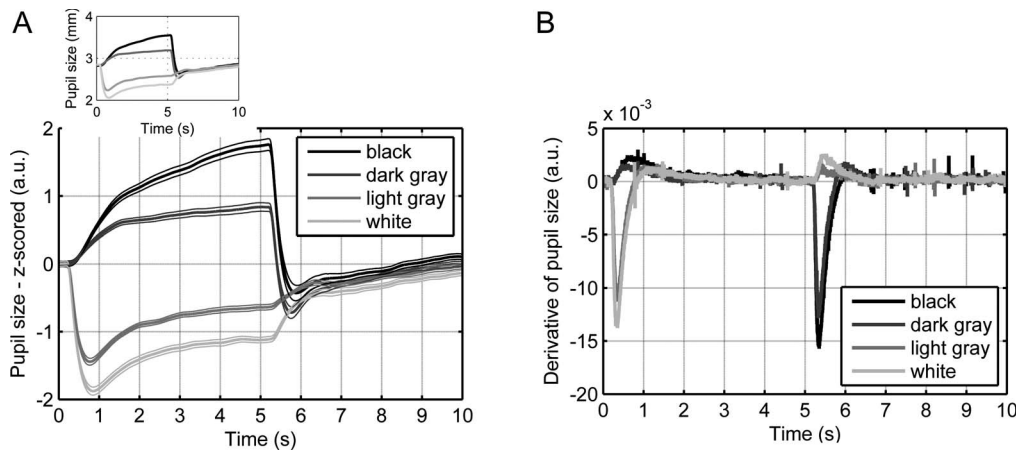 A
Pupil size (mm)
4
3
2
0 5 10
Time (s)
Pupil size - z-scored (a.u.)
2
1
0
-1
-2
black
dark gray
light gray
white
0 1 2 3 4 5 6 7 8 9 10
Time (s)
B
x 10⁻³
Derivative of pupil size (a.u.)
5
0
-5
-10
-15
-20
black
dark gray
light gray
white
0 1 2 3 4 5 6 7 8 9 10
Time (s)